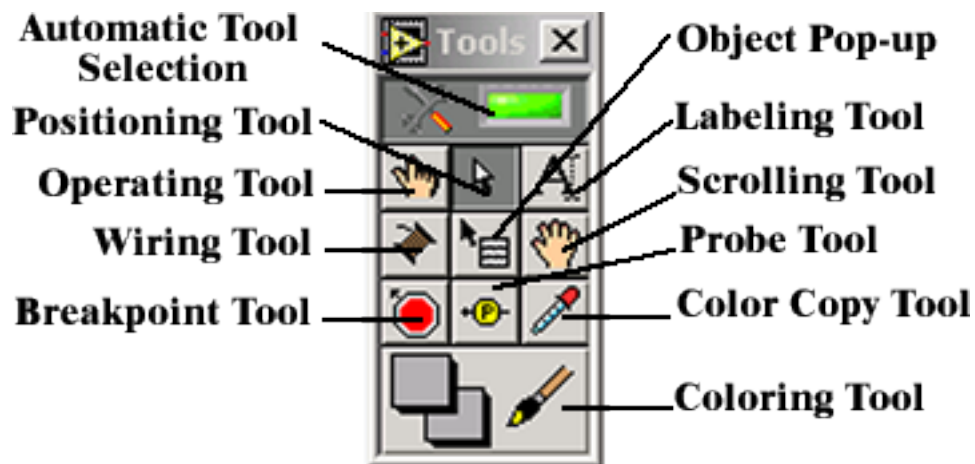 Automatic Tool
Selection
Tools
Object Pop-up
Positioning Tool
Labeling Tool
Operating Tool
A
Scrolling Tool
Wiring Tool
Probe Tool
Breakpoint Tool
P
Color Copy Tool
Coloring Tool